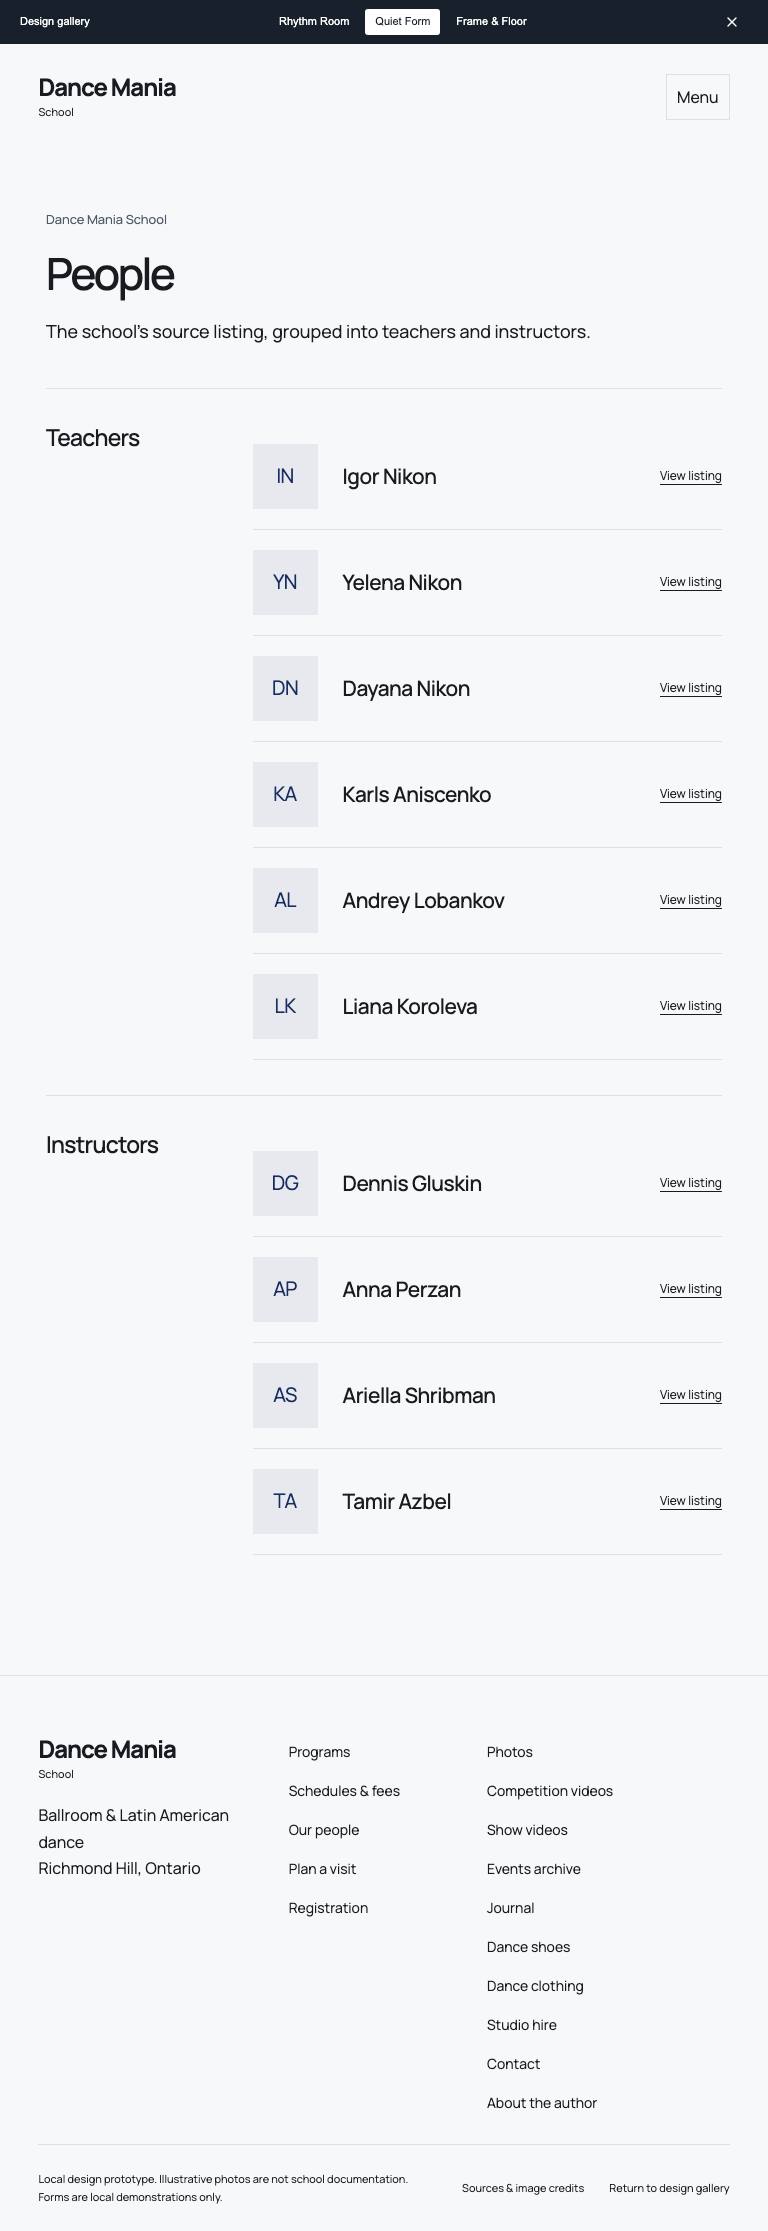 Design gallery
Rhythm Room
Quiet Form
Frame & Floor
×
Dance Mania
School
Menu
Dance Mania School
People
The school's source listing, grouped into teachers and instructors.
Teachers
IN Igor Nikon View listing
YN Yelena Nikon View listing
DN Dayana Nikon View listing
KA Karls Aniscenko View listing
AL Andrey Lobankov View listing
LK Liana Koroleva View listing
Instructors
DG Dennis Gluskin View listing
AP Anna Perzan View listing
AS Ariella Shribman View listing
TA Tamir Azbel View listing
Dance Mania
School
Ballroom & Latin American
dance
Richmond Hill, Ontario
Programs
Schedules & fees
Our people
Plan a visit
Registration
Photos
Competition videos
Show videos
Events archive
Journal
Dance shoes
Dance clothing
Studio hire
Contact
About the author
Local design prototype. Illustrative photos are not school documentation.
Forms are local demonstrations only.
Sources & image credits
Return to design gallery